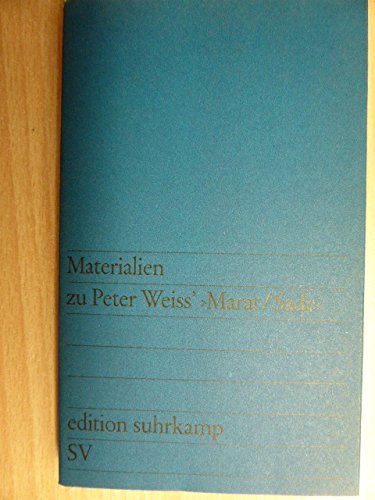 Materialien
zu Peter Weiss' ›Marat/Sade‹
edition suhrkamp
SV